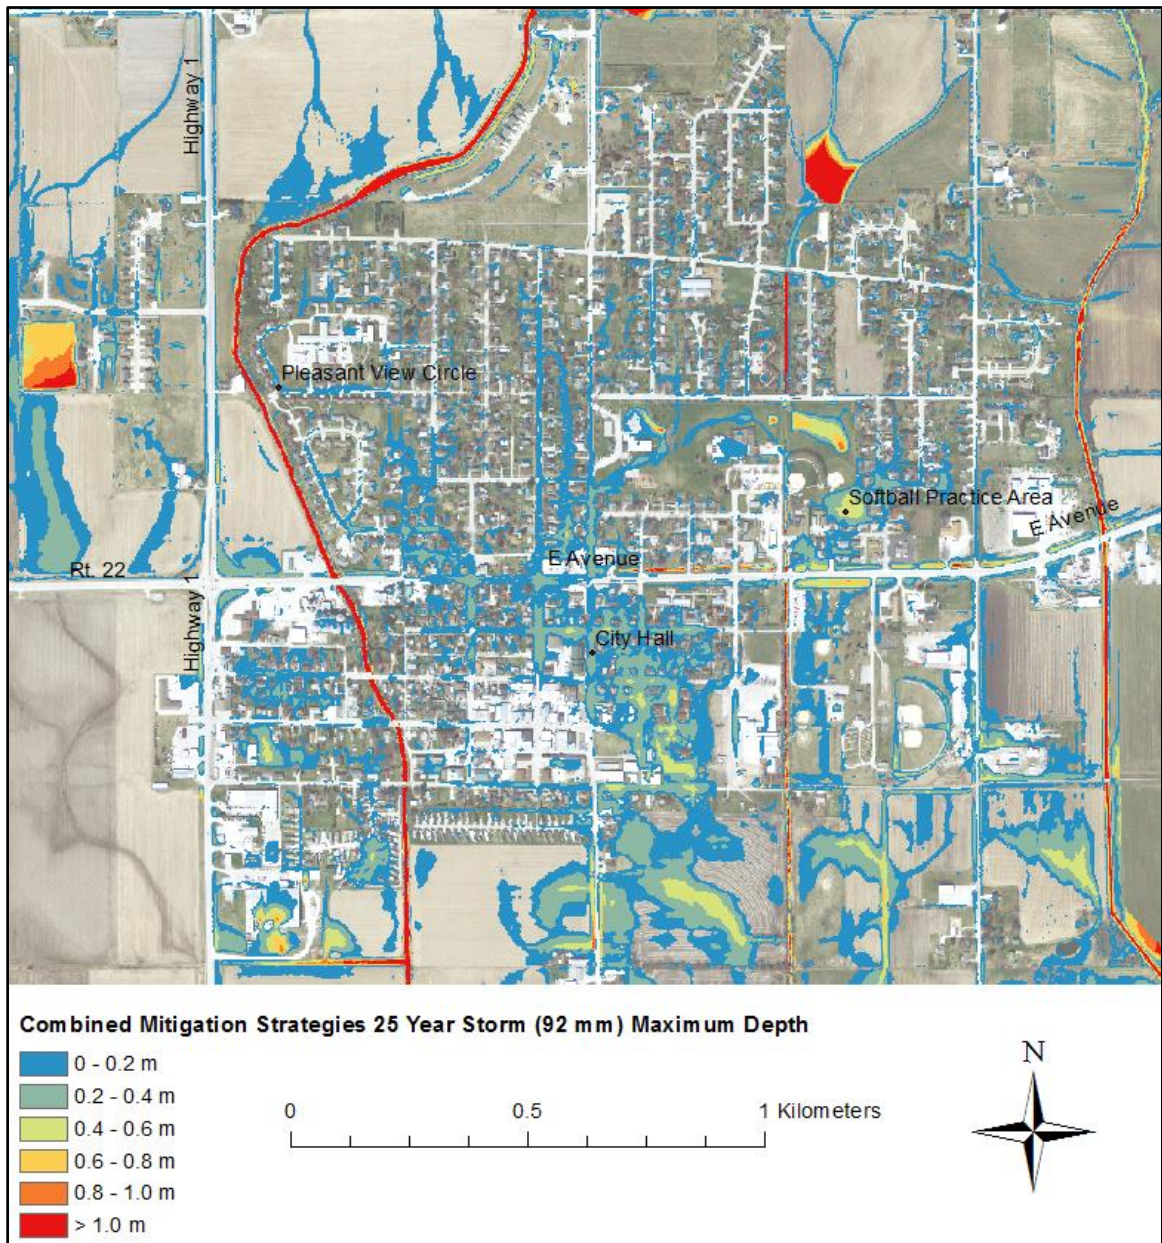 Highway 1
Pleasant View Circle
Softball Practice Area
E Avenue
E Avenue
Rt. 22
Highway 1
City Hall
Combined Mitigation Strategies 25 Year Storm (92 mm) Maximum Depth
0 - 0.2 m
0.2 - 0.4 m
0.4 - 0.6 m
0.6 - 0.8 m
0.8 - 1.0 m
> 1.0 m
0 0.5 1 Kilometers
N